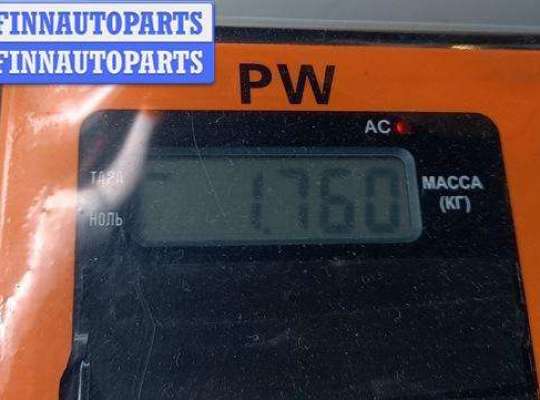 FINNAUTOPARTS
FINNAUTOPARTS
PW
AC
ТАРА
НОЛЬ
1.760
МАССА
(КГ)